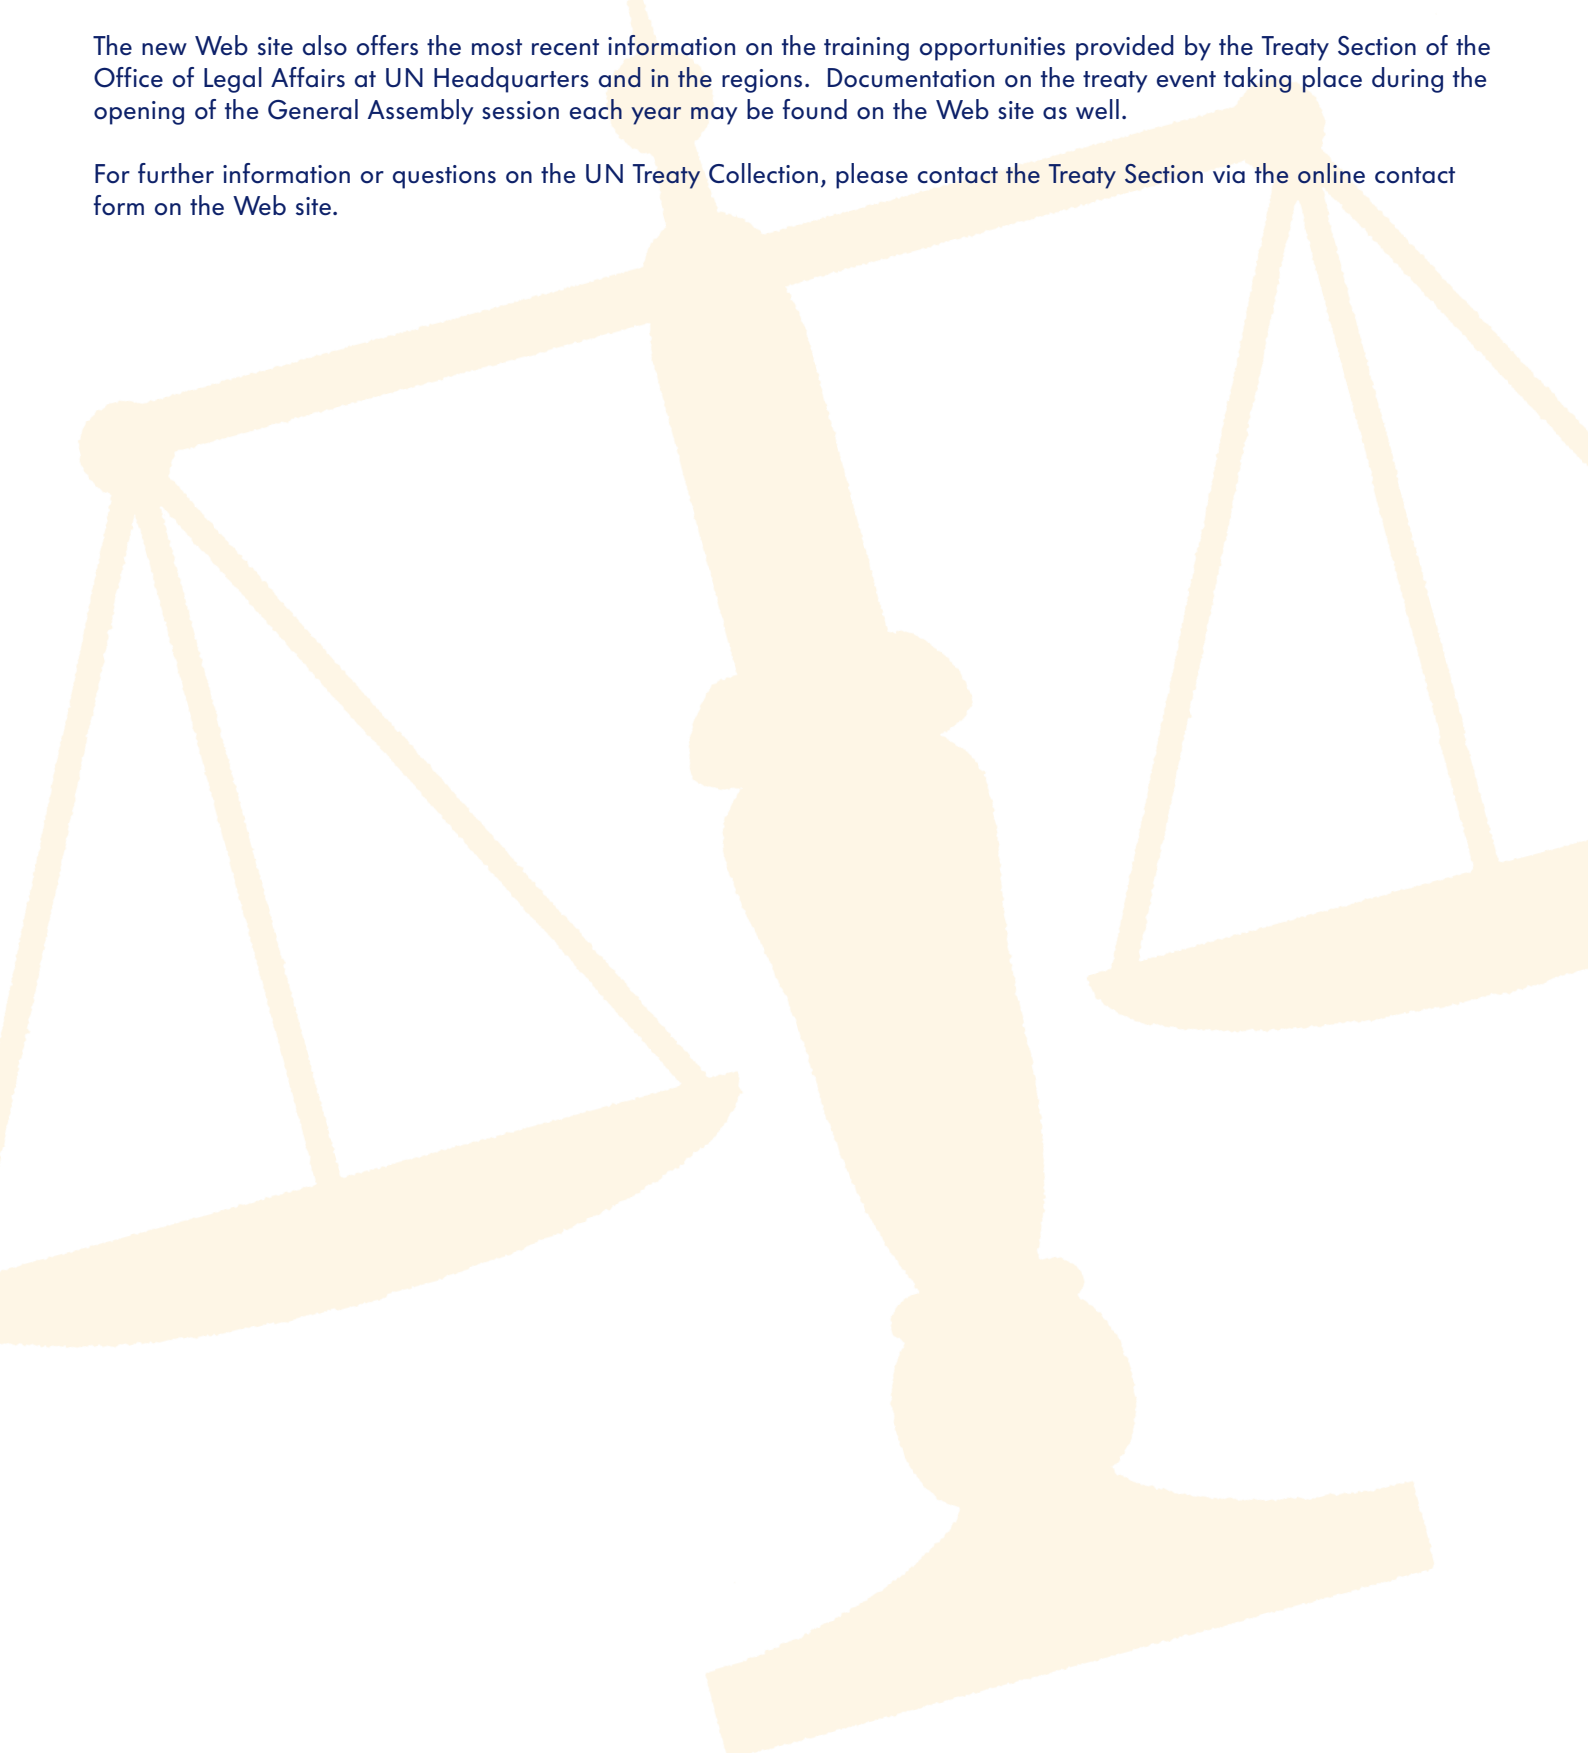 The new Web site also offers the most recent information on the training opportunities provided by the Treaty Section of the
Office of Legal Affairs at UN Headquarters and in the regions.  Documentation on the treaty event taking place during the
opening of the General Assembly session each year may be found on the Web site as well.
For further information or questions on the UN Treaty Collection, please contact the Treaty Section via the online contact
form on the Web site.